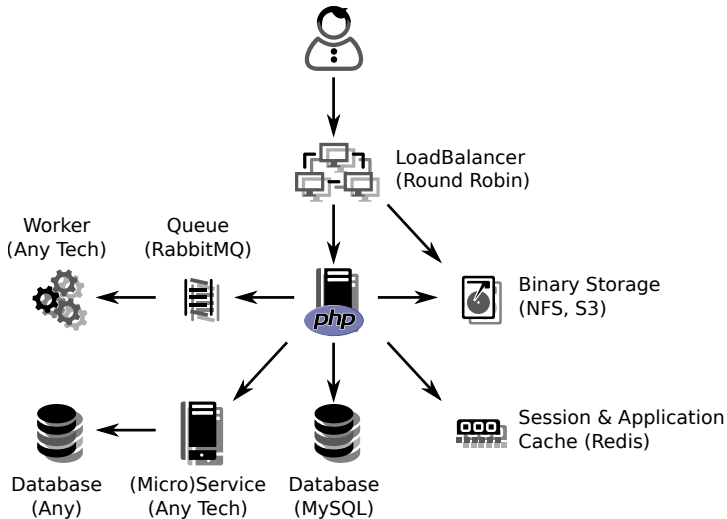 LoadBalancer
(Round Robin)
Worker
(Any Tech)
Queue
(RabbitMQ)
php
Binary Storage
(NFS, S3)
Session & Application
Cache (Redis)
Database
(Any)
(Micro)Service
(Any Tech)
Database
(MySQL)